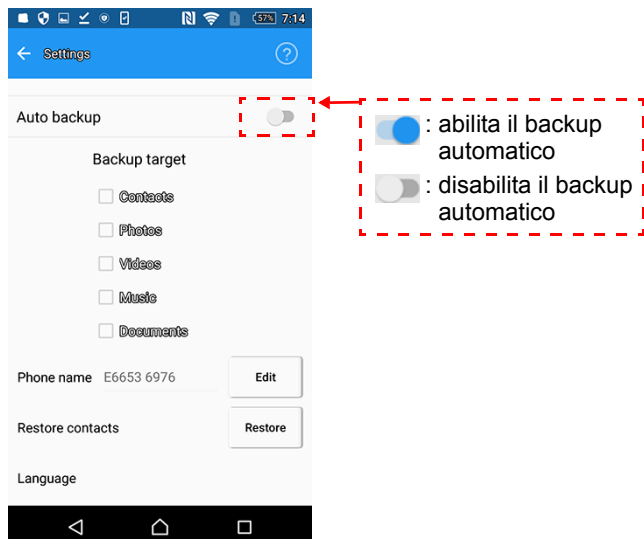 57% 7:14
Settings
?
Auto backup
Backup target
Contacts
Photos
Videos
Music
Documents
Phone name E6653 6976 Edit
Restore contacts Restore
Language
: abilita il backup
automatico
: disabilita il backup
automatico